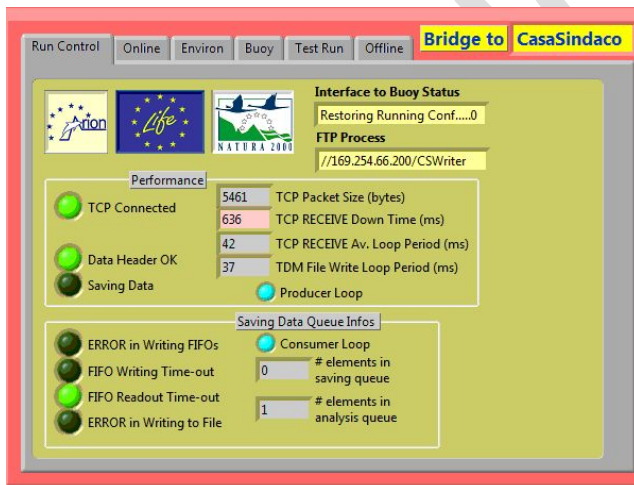 Bridge to CasaSindaco
Run Control Online Environ Buoy Test Run Offline
Interface to Buoy Status
Restoring Running Conf.....0
FTP Process
//169.254.66.200/CSWriter
Arion
Life
NATURA 2000
Performance
TCP Connected
5461 TCP Packet Size (bytes)
636 TCP RECEIVE Down Time (ms)
42 TCP RECEIVE Av. Loop Period (ms)
Data Header OK
37 TDM File Write Loop Period (ms)
Saving Data
Producer Loop
Saving Data Queue Infos
ERROR in Writing FIFOs
Consumer Loop
FIFO Writing Time-out
0 # elements in
saving queue
FIFO Readout Time-out
1 # elements in
analysis queue
ERROR in Writing to File